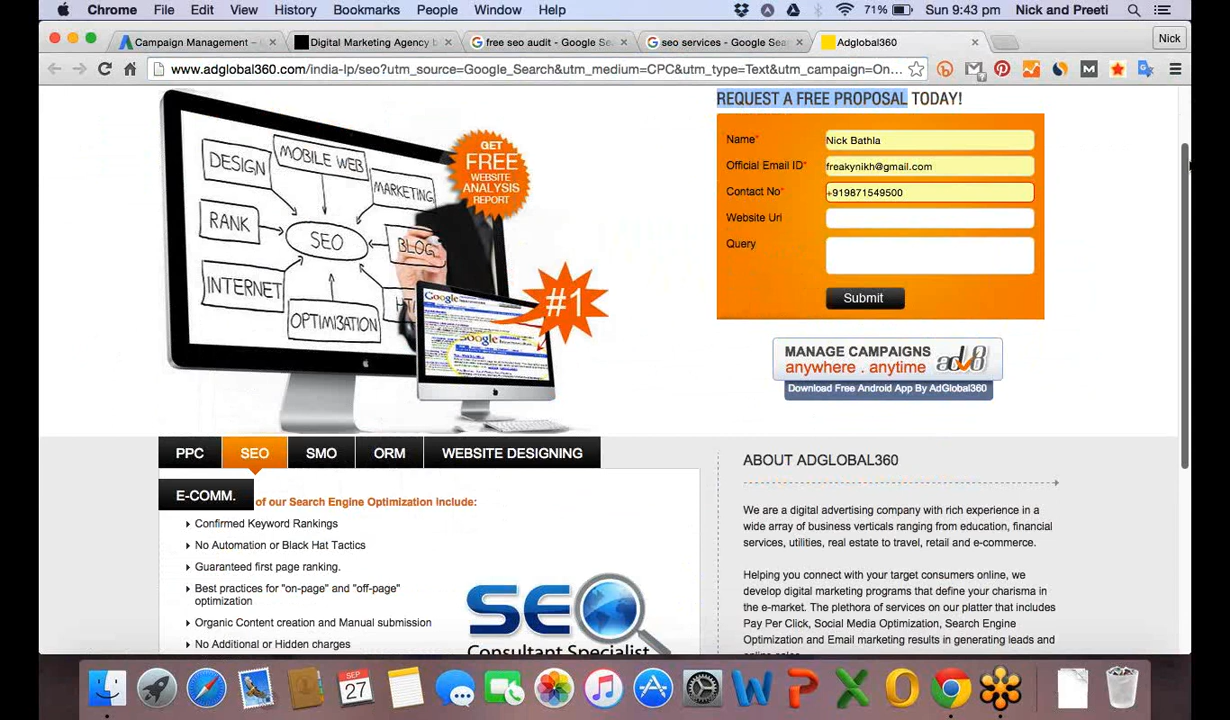 Chrome File Edit View History Bookmarks People Window Help 71% Sun 9:43 pm Nick and Preeti
Campaign Management – Digital Marketing Agency b free seo audit - Google Se seo services - Google Sea Adglobal360 Nick
www.adglobal360.com/india-lp/seo?utm_source=Google_Search&utm_medium=CPC&utm_type=Text&utm_campaign=On...
REQUEST A FREE PROPOSAL TODAY!
Name* Nick Bathla
Official Email ID* freakynikh@gmail.com
Contact No* +919871549500
Website Url
Query
Submit
DESIGN
MOBILE WEB
MARKETING
RANK
SEO
BLOG
INTERNET
OPTIMISATION
GET
FREE
WEBSITE
ANALYSIS
REPORT
Google
Google
#1
MANAGE CAMPAIGNS
anywhere . anytime
Download Free Android App By AdGlobal360
PPC SEO SMO ORM WEBSITE DESIGNING
E-COMM.
of our Search Engine Optimization Include:
Confirmed Keyword Rankings
No Automation or Black Hat Tactics
Guaranteed first page ranking.
Best practices for "on-page" and "off-page"
optimization
Organic Content creation and Manual submission
No Additional or Hidden charges
SEO
Consultant Specialist
ABOUT ADGLOBAL360
We are a digital advertising company with rich experience in a
wide array of business verticals ranging from education, financial
services, utilities, real estate to travel, retail and e-commerce.
Helping you connect with your target consumers online, we
develop digital marketing programs that define your charisma in
the e-market. The plethora of services on our platter that includes
Pay Per Click, Social Media Optimization, Search Engine
Optimization and Email marketing results in generating leads and
SEP
27